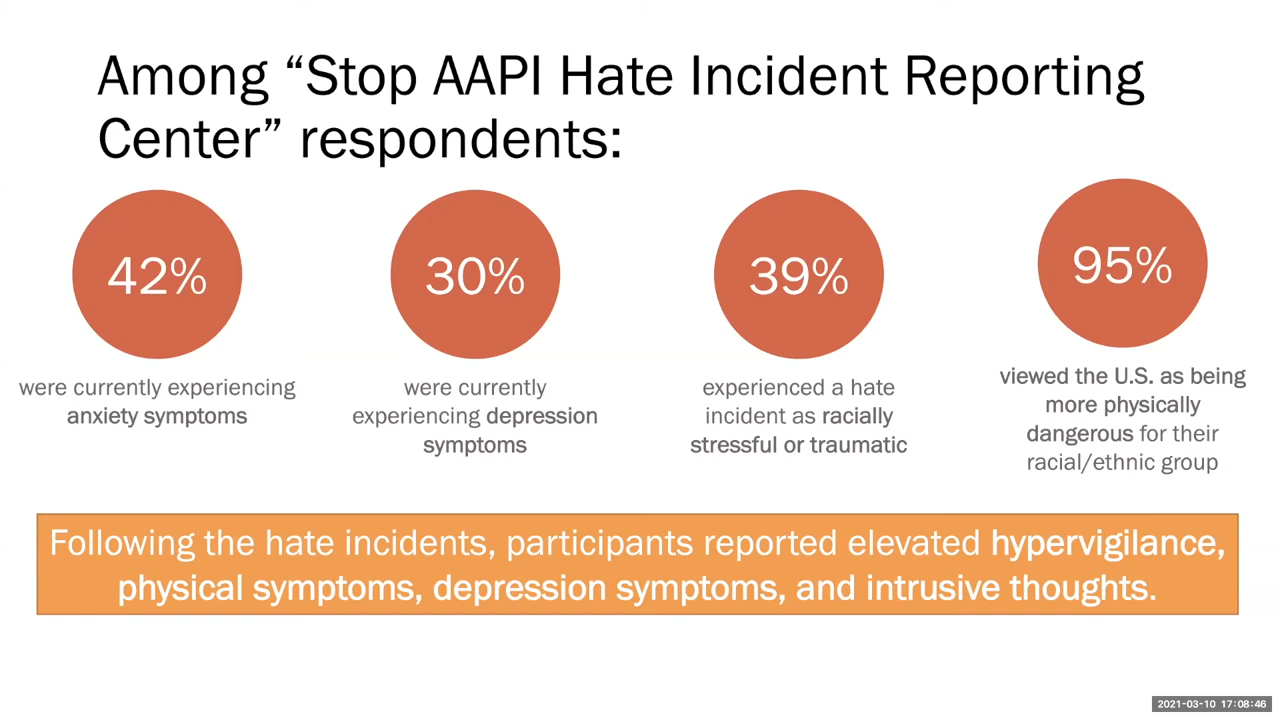 Among “Stop AAPI Hate Incident Reporting
Center” respondents:
42%
were currently experiencing
anxiety symptoms
30%
were currently
experiencing depression
symptoms
39%
experienced a hate
incident as racially
stressful or traumatic
95%
viewed the U.S. as being
more physically
dangerous for their
racial/ethnic group
Following the hate incidents, participants reported elevated hypervigilance,
physical symptoms, depression symptoms, and intrusive thoughts.
2021-03-10 17:08:46